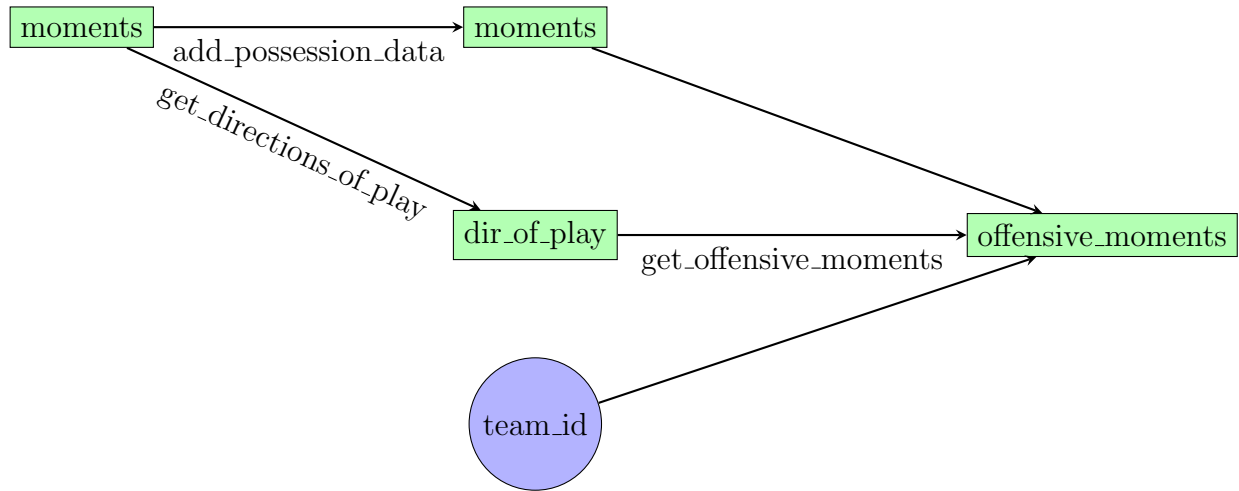 moments
moments
add_possession_data
get_directions_of_play
dir_of_play
offensive_moments
get_offensive_moments
team_id